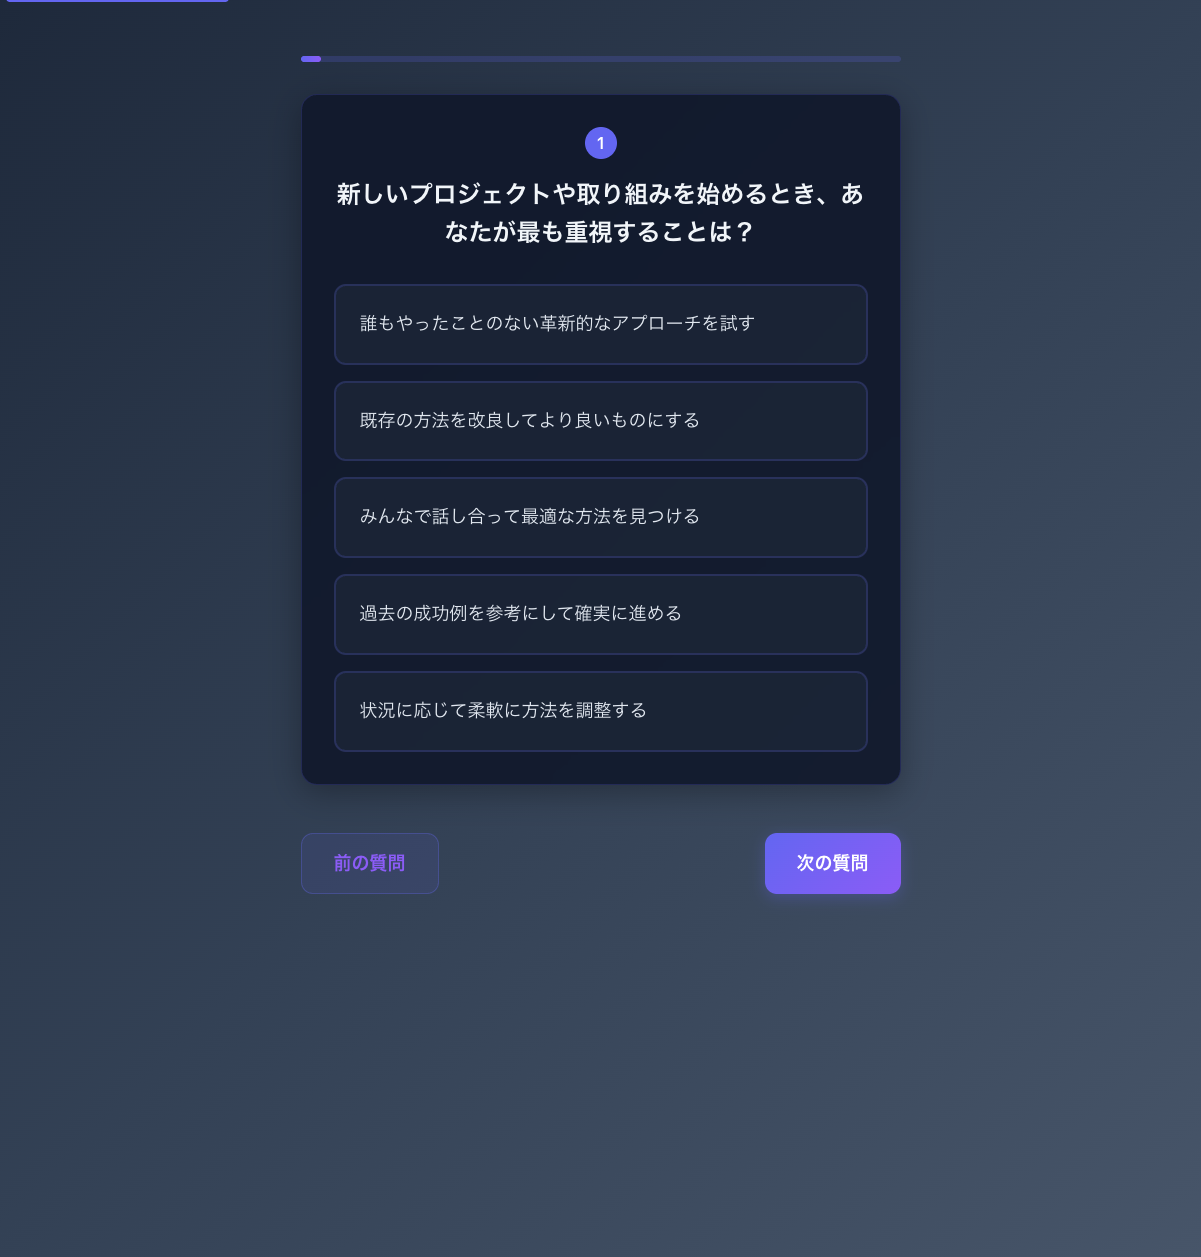 1
新しいプロジェクトや取り組みを始めるとき、あ
なたが最も重視することは？
誰もやったことのない革新的なアプローチを試す
既存の方法を改良してより良いものにする
みんなで話し合って最適な方法を見つける
過去の成功例を参考にして確実に進める
状況に応じて柔軟に方法を調整する
前の質問
次の質問